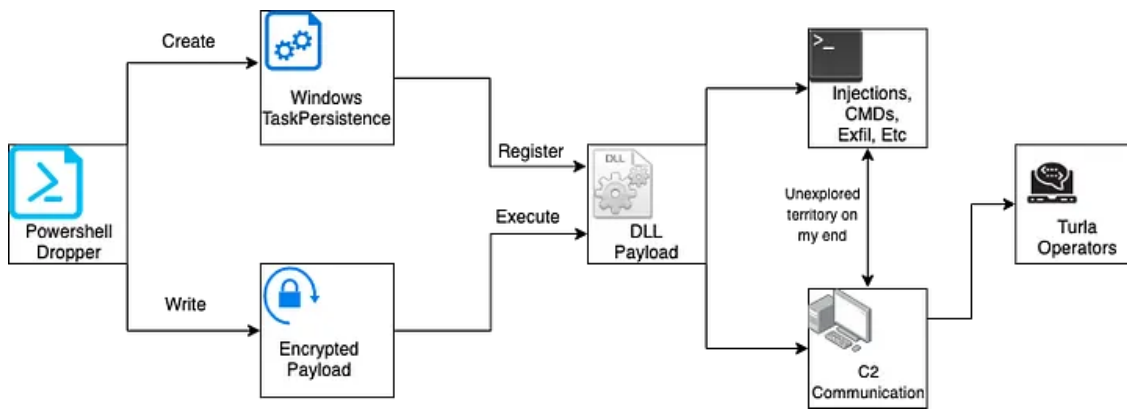 Create
Windows
TaskPersistence
Powershell
Dropper
Write
Encrypted
Payload
Register
Execute
DLL
DLL
Payload
>_
Injections,
CMDs,
Exfil, Etc
Unexplored
territory on
my end
C2
Communication
Turla
Operators